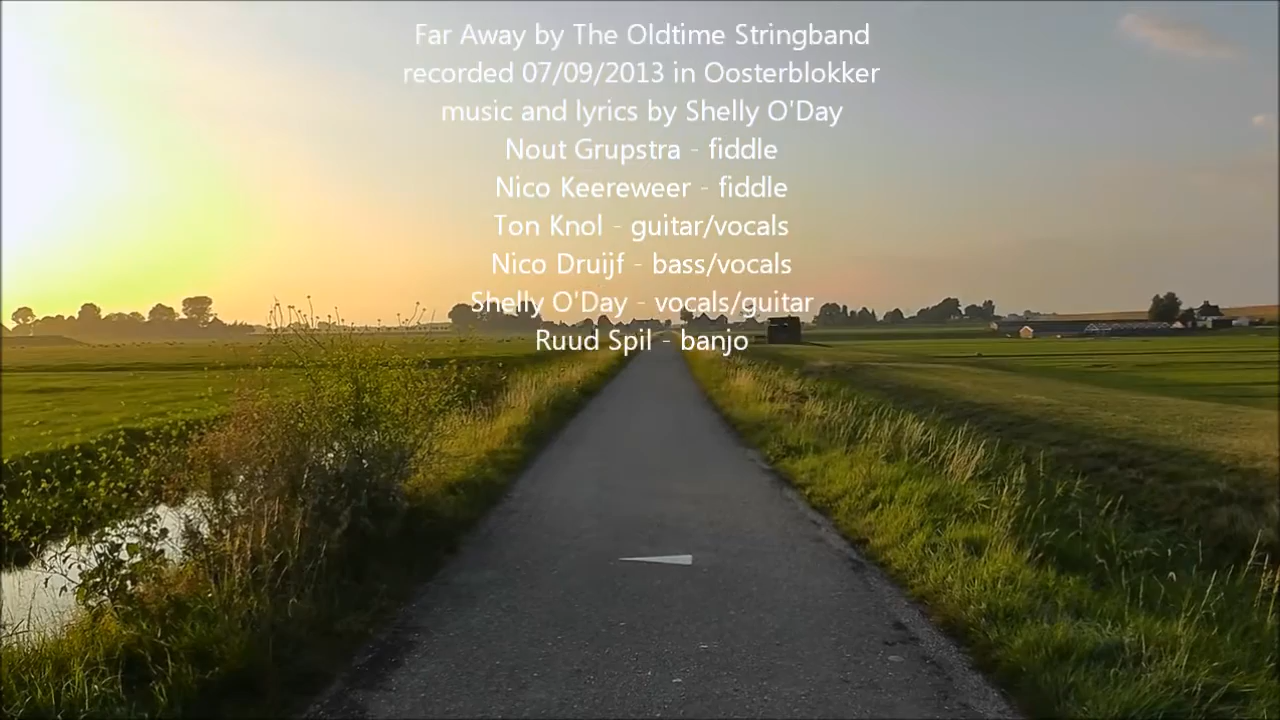 Far Away by The Oldtime Stringband
recorded 07/09/2013 in Oosterblokker
music and lyrics by Shelly O'Day
Nout Grupstra - fiddle
Nico Keereweer - fiddle
Ton Knol - guitar/vocals
Nico Druijf - bass/vocals
Shelly O'Day - vocals/guitar
Ruud Spil - banjo